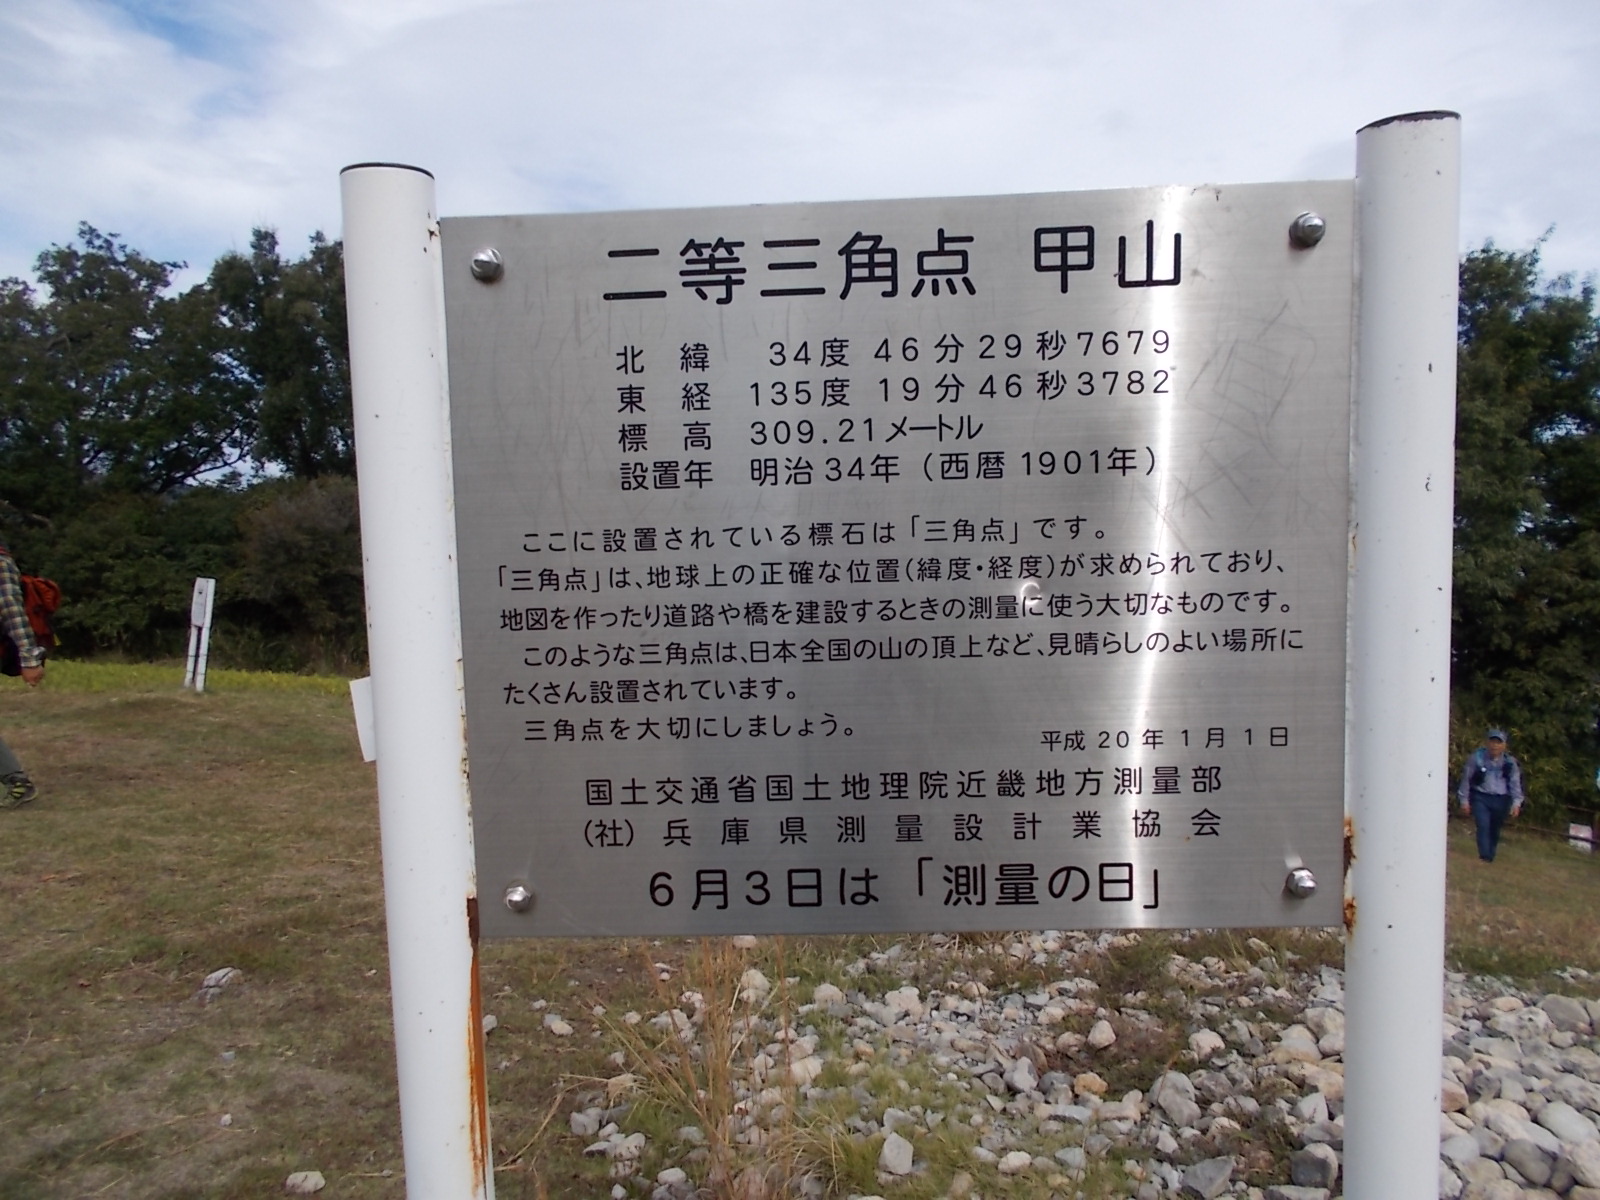 二等三角点 甲山
北緯 34度 46分 29秒7679
東経 135度 19分 46秒3782
標高 309.21メートル
設置年 明治34年（西暦1901年）
ここに設置されている標石は「三角点」です。
「三角点」は、地球上の正確な位置(緯度・経度)が求められており、
地図を作ったり道路や橋を建設するときの測量に使う大切なものです。
このような三角点は、日本全国の山の頂上など、見晴らしのよい場所に
たくさん設置されています。
三角点を大切にしましょう。
平成20年1月1日
国土交通省国土地理院近畿地方測量部
(社)兵庫県測量設計業協会
6月3日は「測量の日」